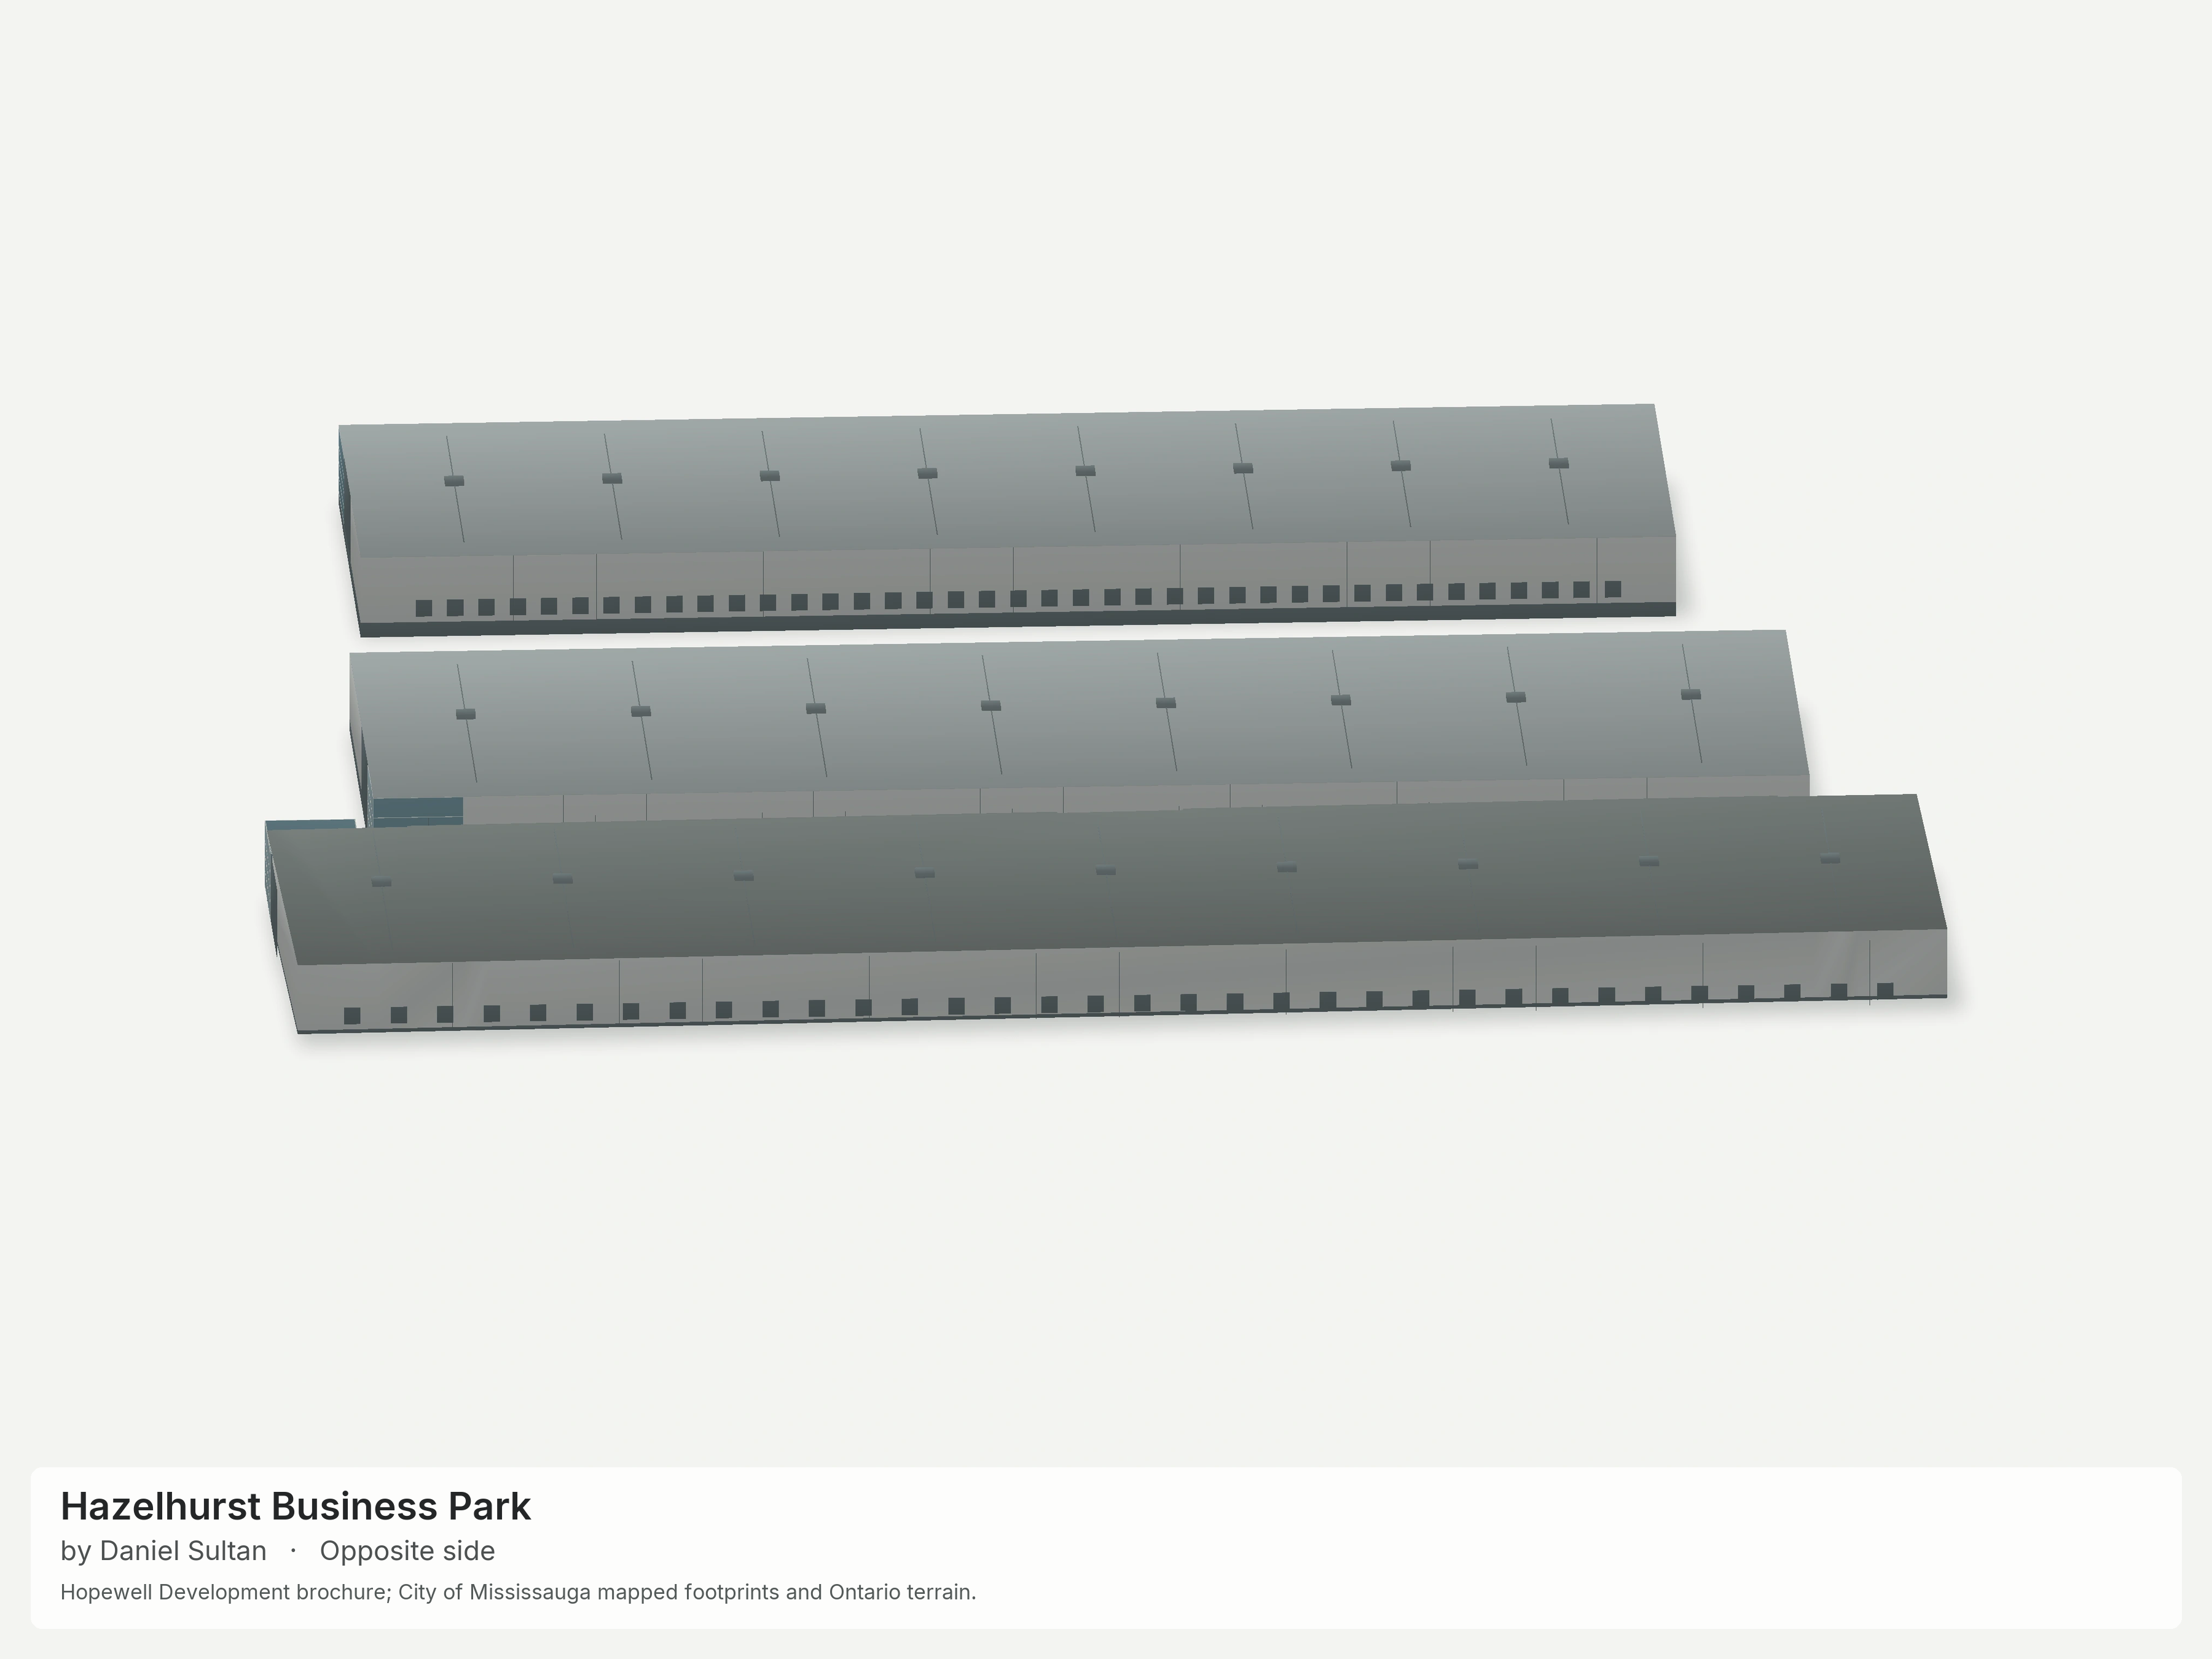 Hazelhurst Business Park
by Daniel Sultan · Opposite side
Hopewell Development brochure; City of Mississauga mapped footprints and Ontario terrain.